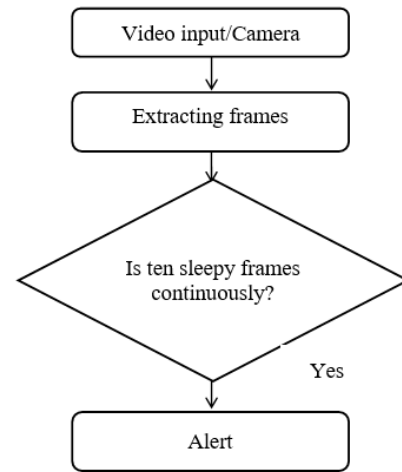 Video input/Camera
Extracting frames
Is ten sleepy frames
continuously?
Yes
Alert